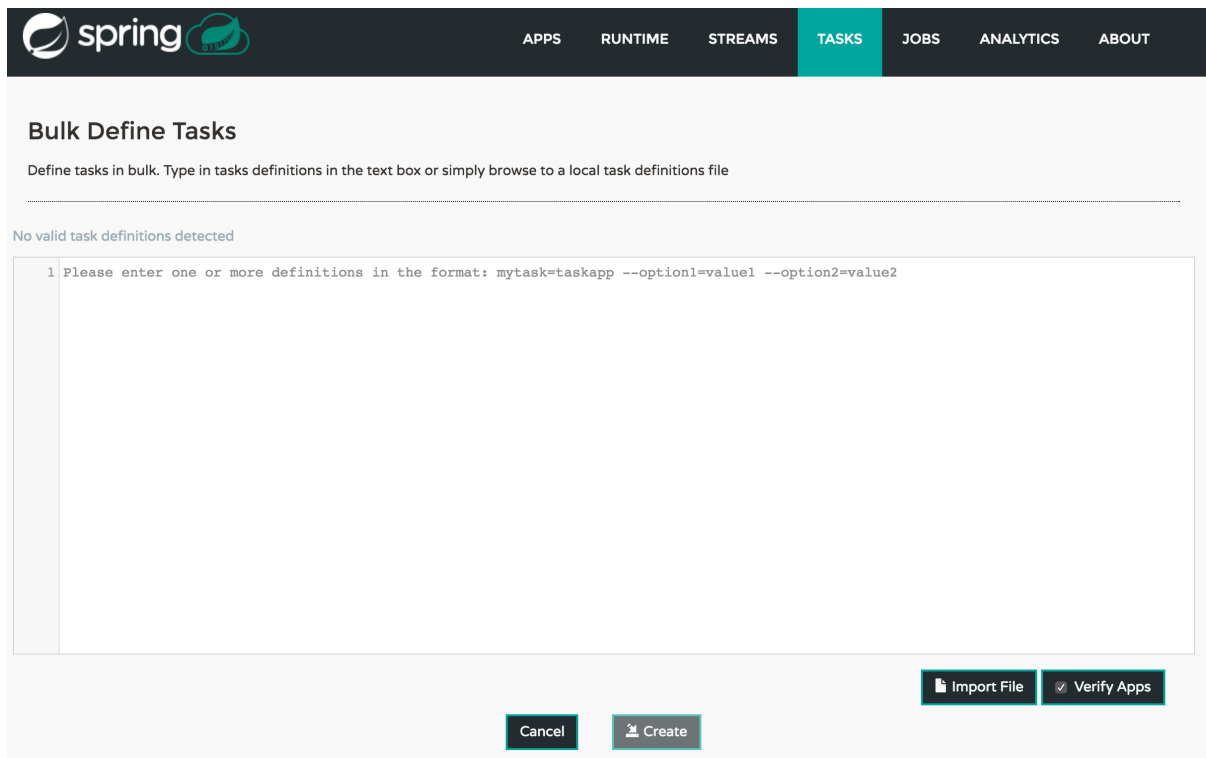 spring
APPS RUNTIME STREAMS TASKS JOBS ANALYTICS ABOUT
Bulk Define Tasks
Define tasks in bulk. Type in tasks definitions in the text box or simply browse to a local task definitions file
No valid task definitions detected
1 Please enter one or more definitions in the format: mytask=taskapp --option1=value1 --option2=value2
Import File Verify Apps
Cancel Create